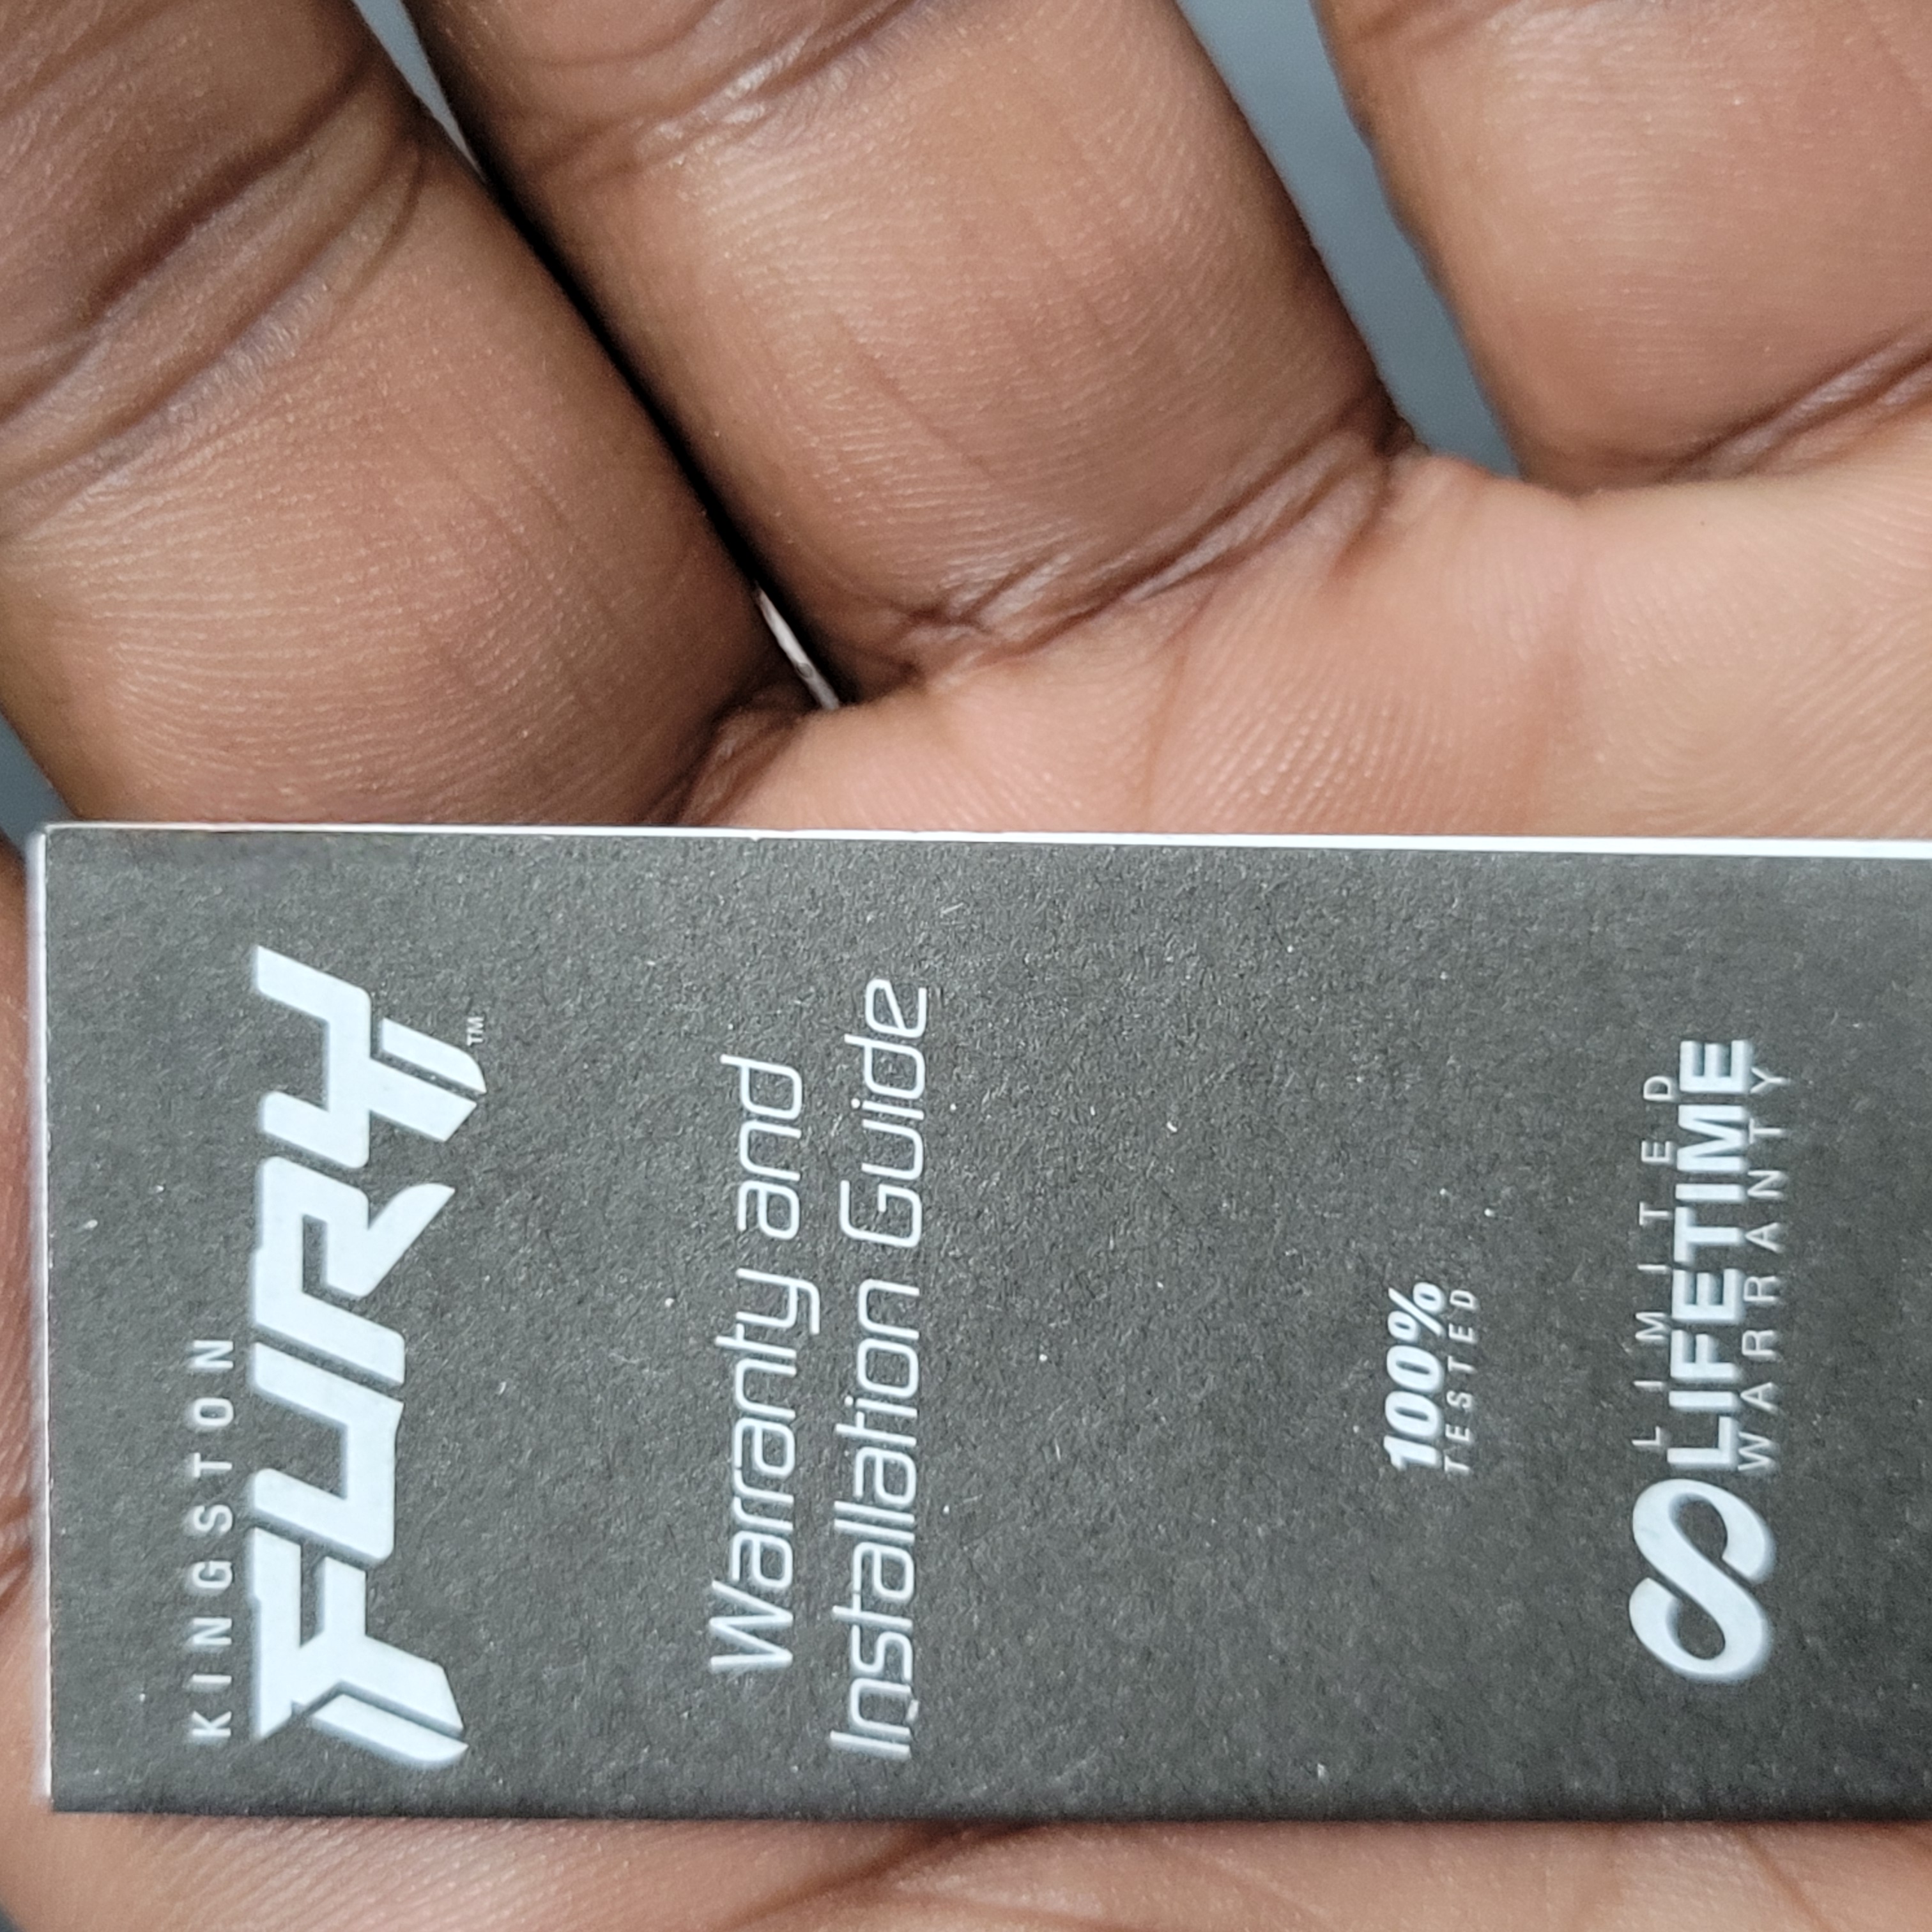 KINGSTON
FURY™
Warranty and
Installation Guide
100%
TESTED
LIMITED
LIFETIME
WARRANTY